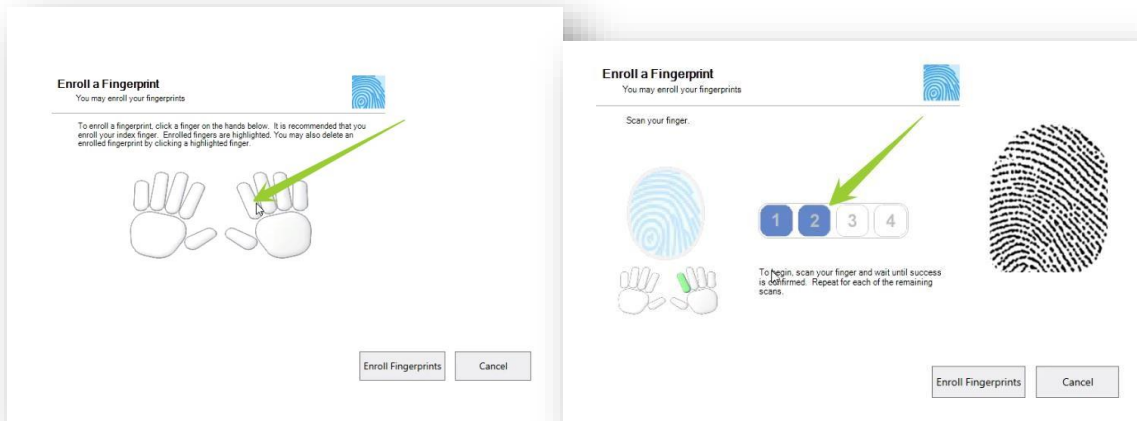 Enroll a Fingerprint
You may enroll your fingerprints
To enroll a fingerprint, click a finger on the hands below. It is recommended that you
enroll your index finger. Enrolled fingers are highlighted. You may also delete an
enrolled fingerprint by clicking a highlighted finger.
Enroll Fingerprints
Cancel
Enroll a Fingerprint
You may enroll your fingerprints
Scan your finger.
1 2 3 4
To begin, scan your finger and wait until success
is confirmed. Repeat for each of the remaining
scans.
Enroll Fingerprints
Cancel